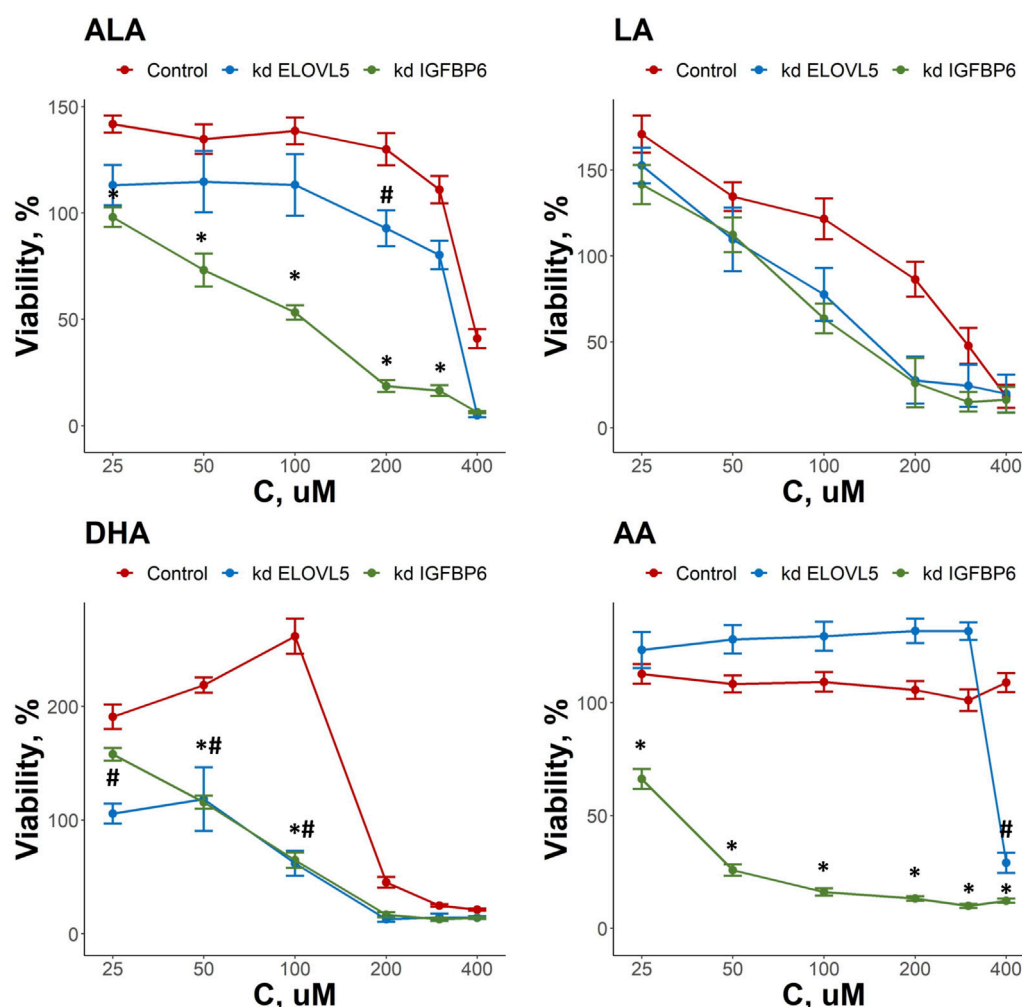 ALA
Control kd ELOVL5 kd IGFBP6
Viability, %
150
100
50
0
* * * # * *
25 50 100 200 400
C, uM
LA
Control kd ELOVL5 kd IGFBP6
Viability, %
150
100
50
0
25 50 100 200 400
C, uM
DHA
Control kd ELOVL5 kd IGFBP6
Viability, %
200
100
0
# *# *#
25 50 100 200 400
C, uM
AA
Control kd ELOVL5 kd IGFBP6
Viability, %
100
50
0
* * * * * # *
25 50 100 200 400
C, uM